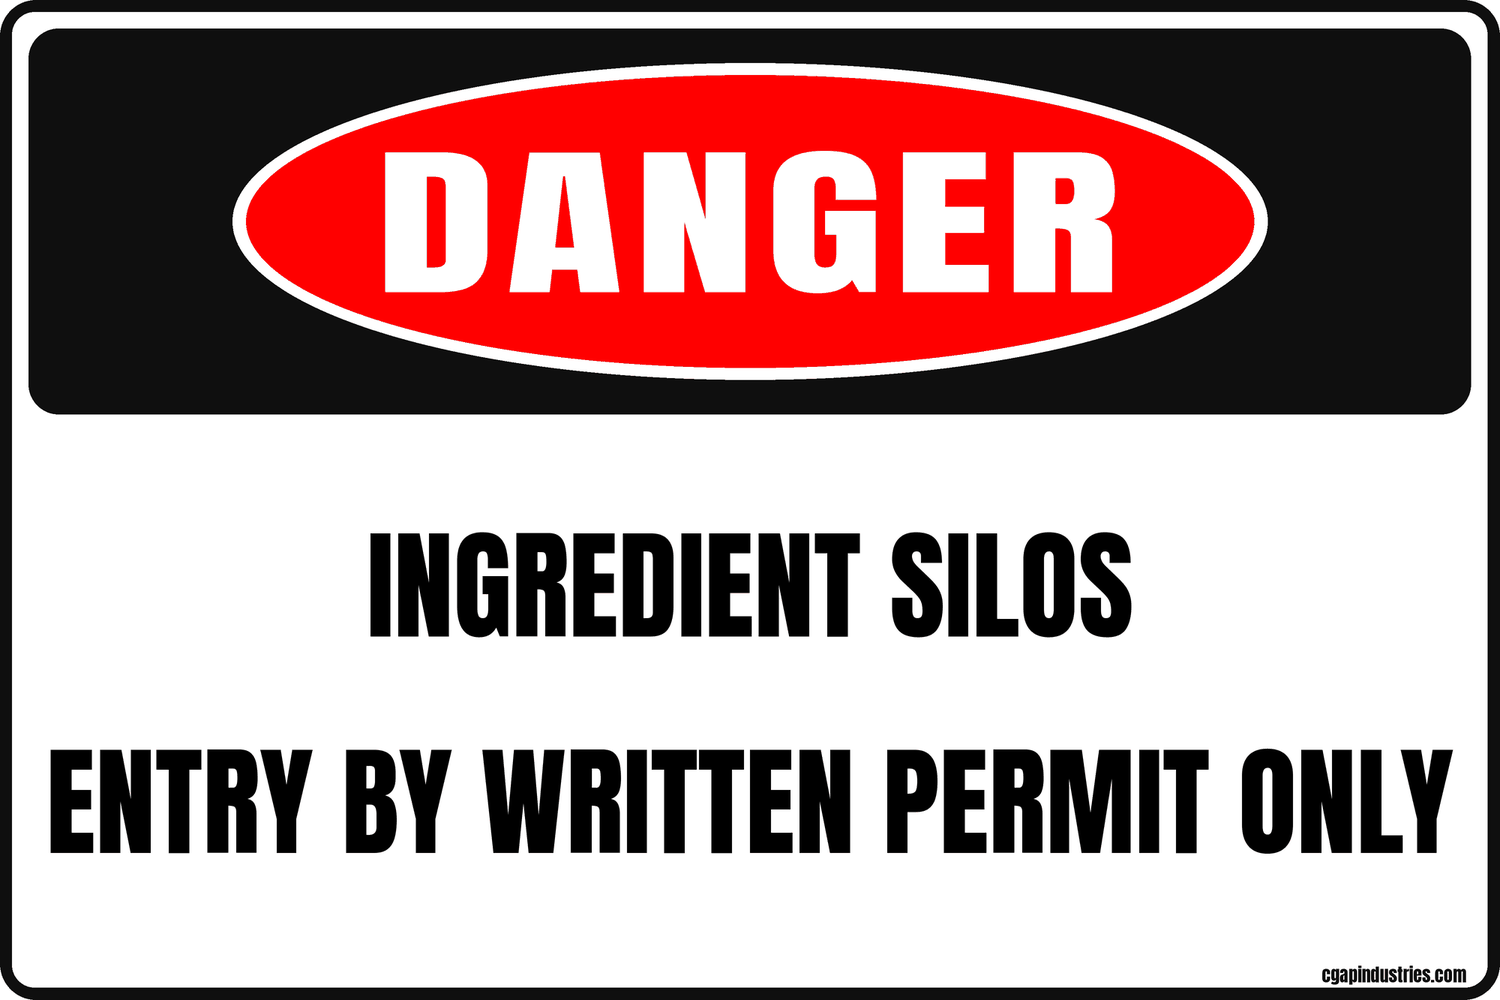 DANGER
INGREDIENT SILOS
ENTRY BY WRITTEN PERMIT ONLY
cgapindustries.com